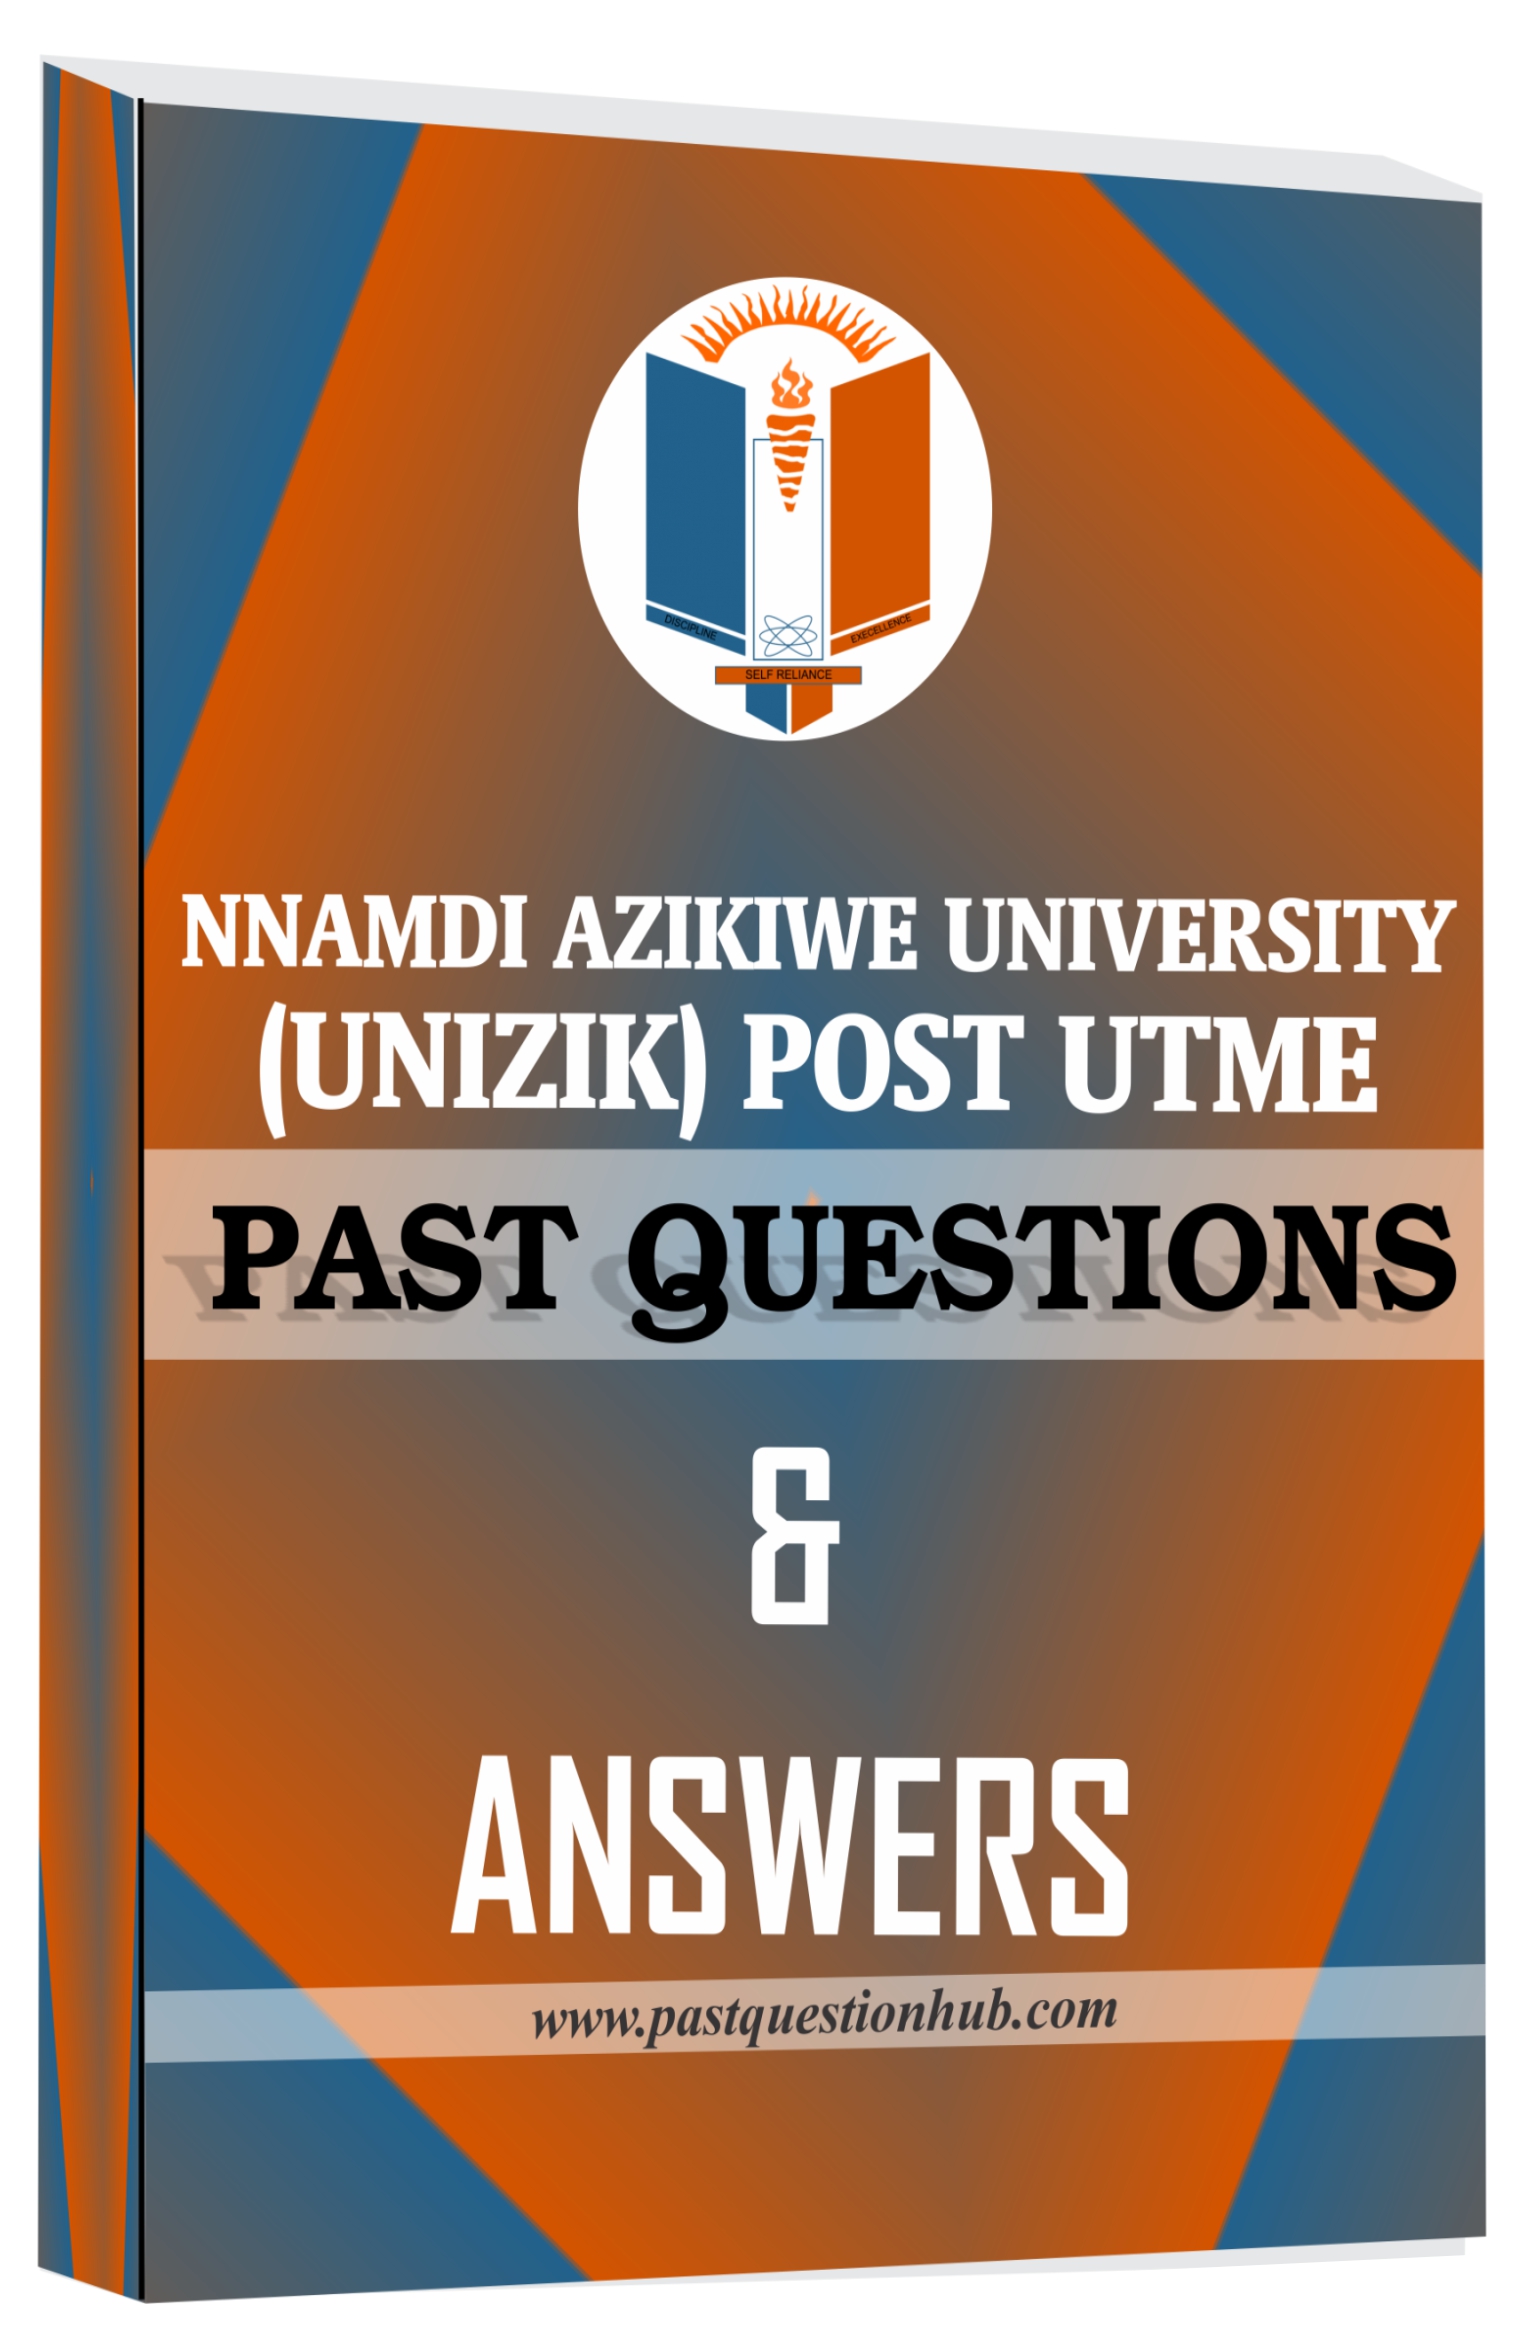 DISCIPLINE
EXECELLENCE
SELF RELIANCE
NNAMDI AZIKIWE UNIVERSITY
(UNIZIK) POST UTME
PAST QUESTIONS
&
ANSWERS
www.pastquestionhub.com